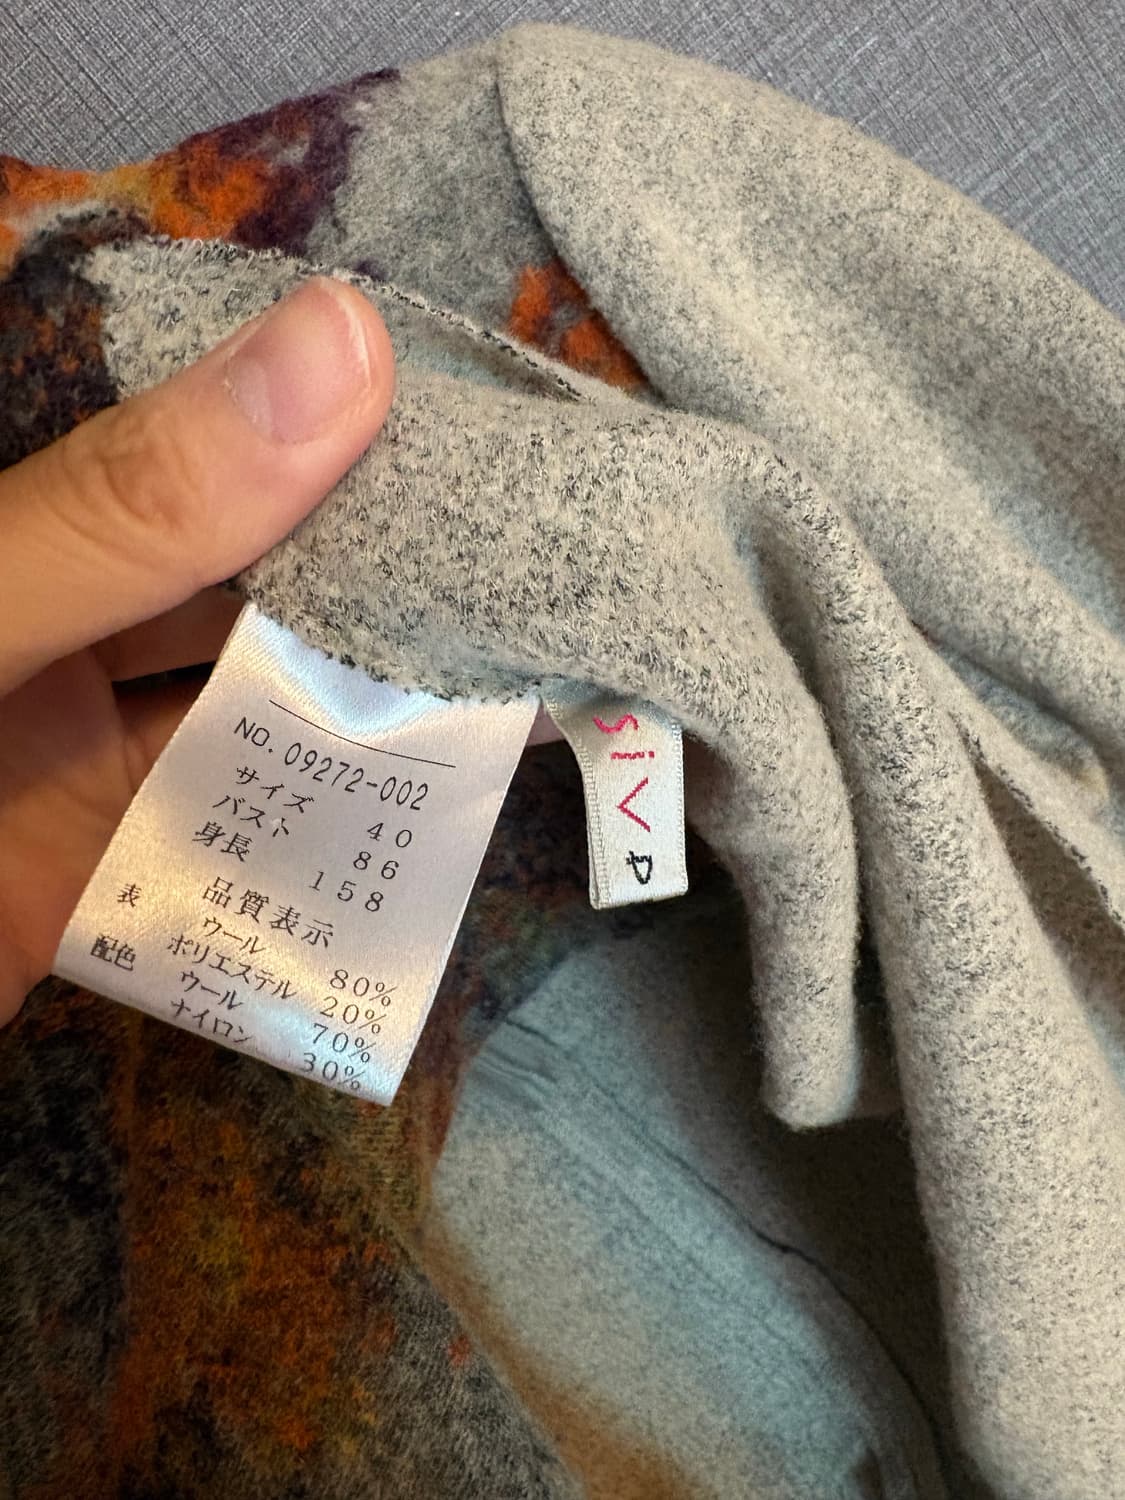 NO. 09272-002
サイズ 40
バスト 86
身長 158
品質表示
表 ウール 80%
ポリエステル 20%
配色 ウール 70%
ナイロン 30%
siv
4